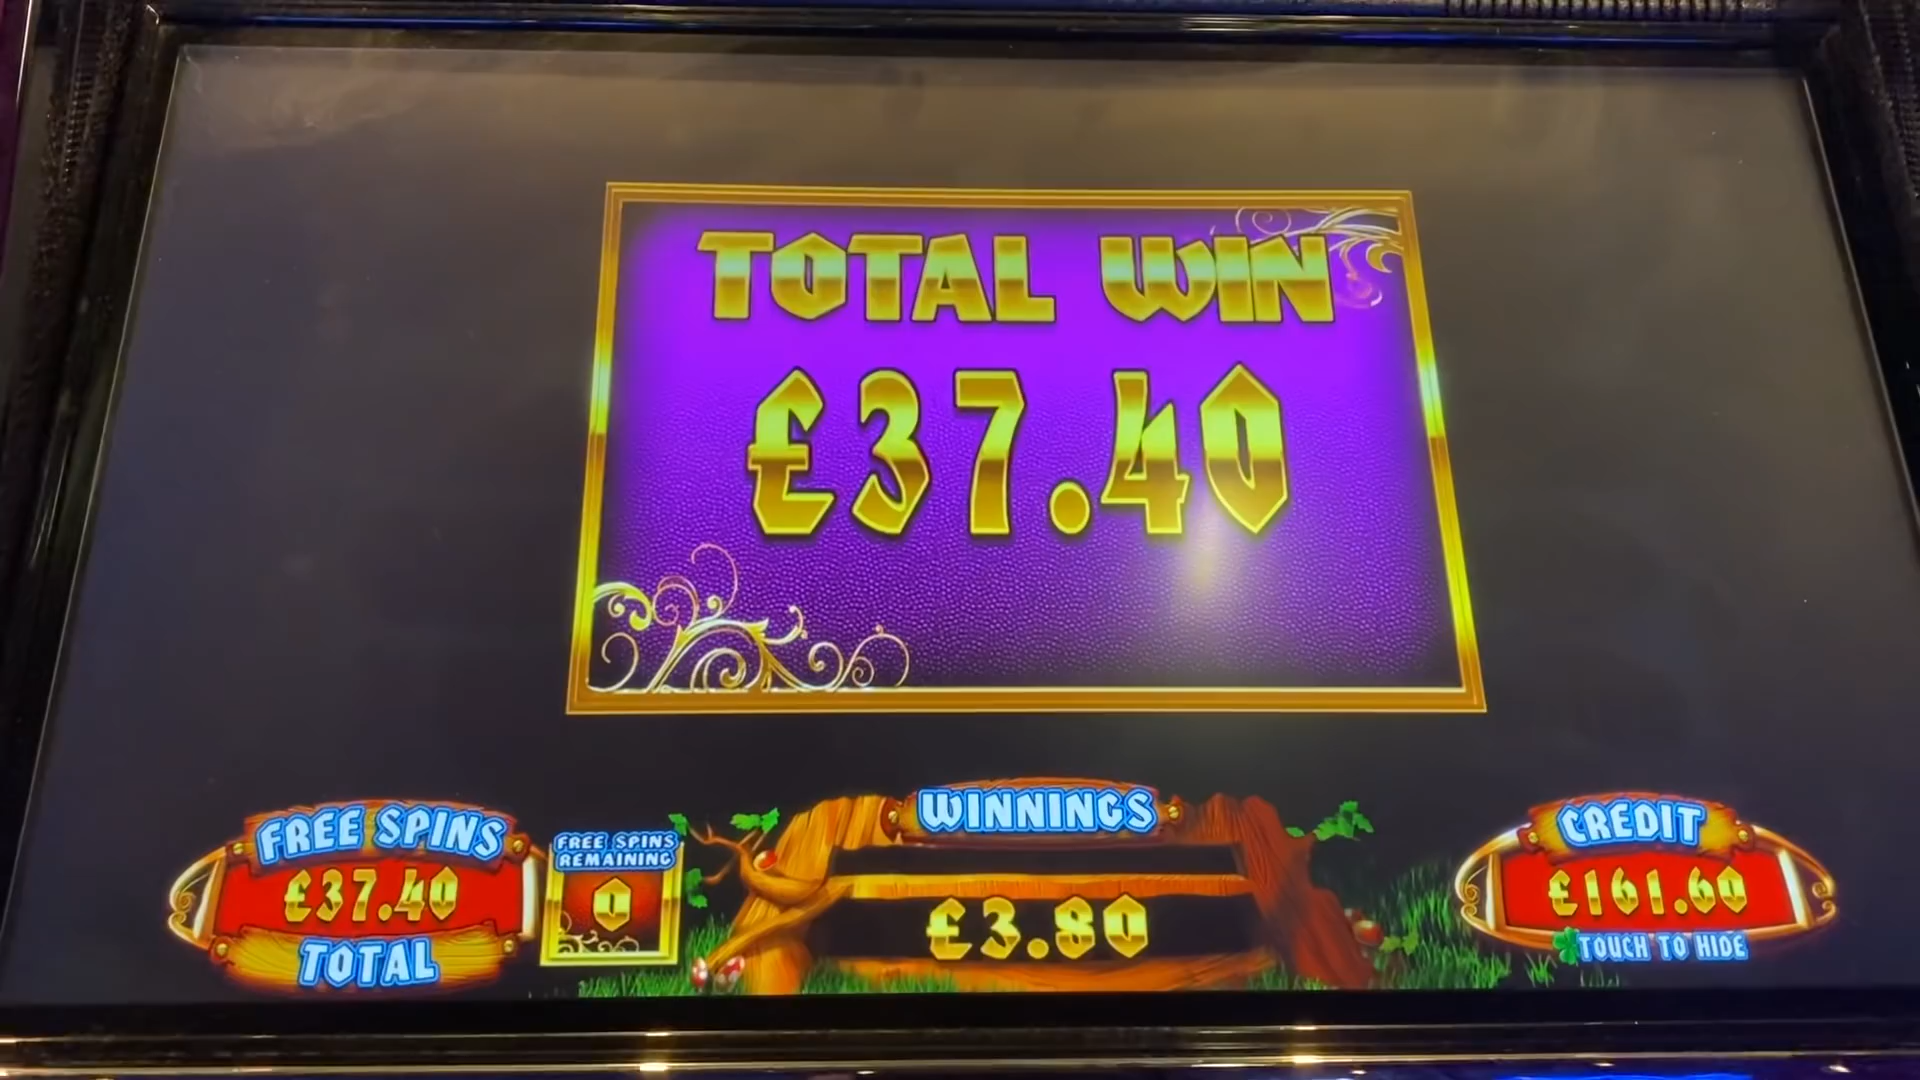 TOTAL WIN
£37.40
FREE SPINS
£37.40
TOTAL
FREE SPINS
REMAINING
0
WINNINGS
£3.80
CREDIT
£161.60
TOUCH TO HIDE